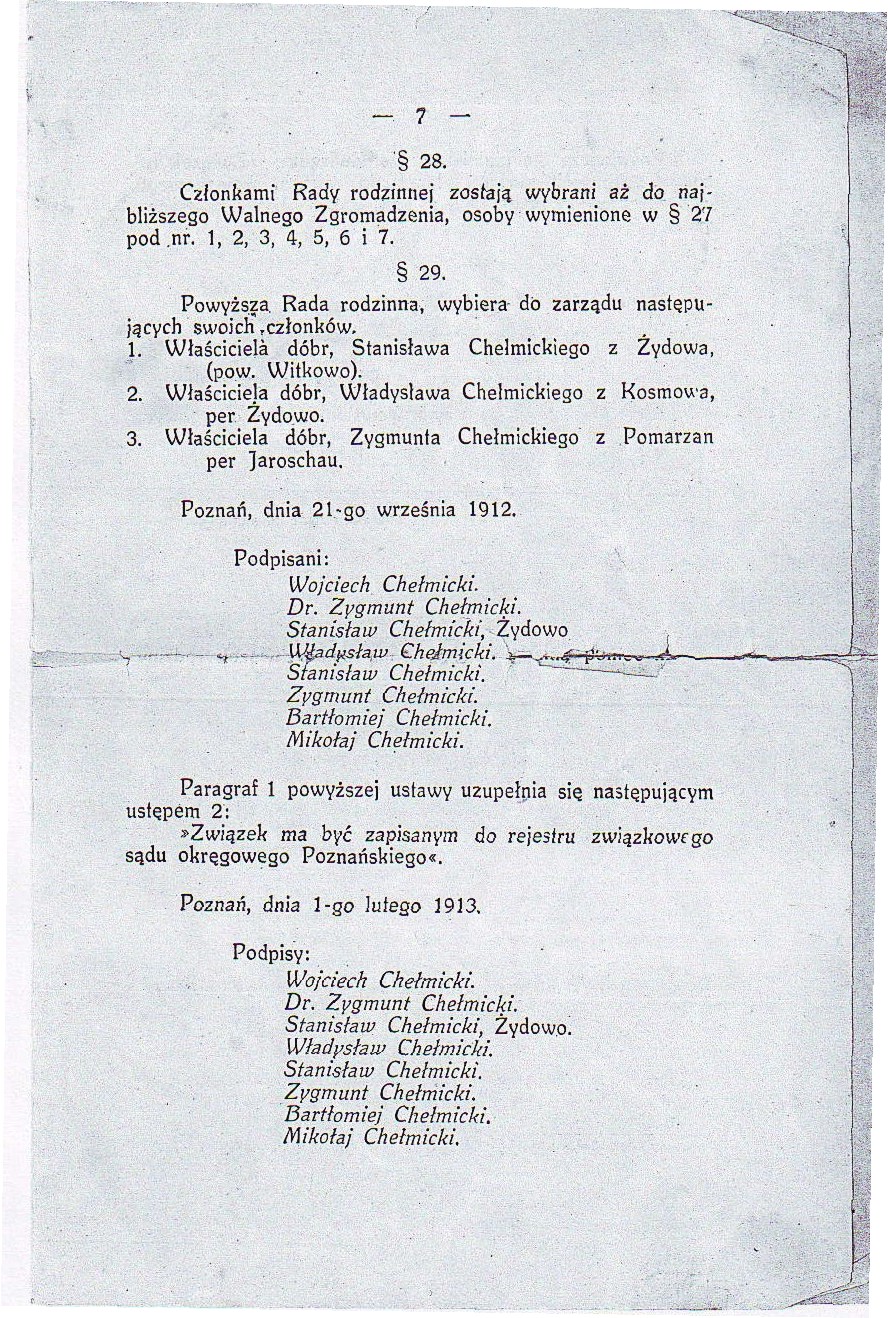 — 7 —
§ 28.
Członkami Rady rodzinnej zostają wybrani aż do naj-
bliższego Walnego Zgromadzenia, osoby wymienione w § 27
pod nr. 1, 2, 3, 4, 5, 6 i 7.
§ 29.
Powyższa Rada rodzinna, wybiera do zarządu następu-
jących swoich członków.
1. Właściciela dóbr, Stanisława Chełmickiego z Żydowa,
(pow. Witkowo).
2. Właściciela dóbr, Władysława Chełmickiego z Kosmowa,
per Żydowo.
3. Właściciela dóbr, Zygmunta Chełmickiego z Pomarzan
per Jaroschau.
Poznań, dnia 21-go września 1912.
Podpisani:
Wojciech Chełmicki.
Dr. Zygmunt Chełmicki.
Stanisław Chełmicki, Żydowo
Władysław Chełmicki.
Stanisław Chełmicki.
Zygmunt Chełmicki.
Bartłomiej Chełmicki.
Mikołaj Chełmicki.
Paragraf 1 powyższej ustawy uzupełnia się następującym
ustępem 2:
»Związek ma być zapisanym do rejestru związkowego
sądu okręgowego Poznańskiego«.
Poznań, dnia 1-go lutego 1913.
Podpisy:
Wojciech Chełmicki.
Dr. Zygmunt Chełmicki.
Stanisław Chełmicki, Żydowo.
Władysław Chełmicki.
Stanisław Chełmicki.
Zygmunt Chełmicki.
Bartłomiej Chełmicki.
Mikołaj Chełmicki.